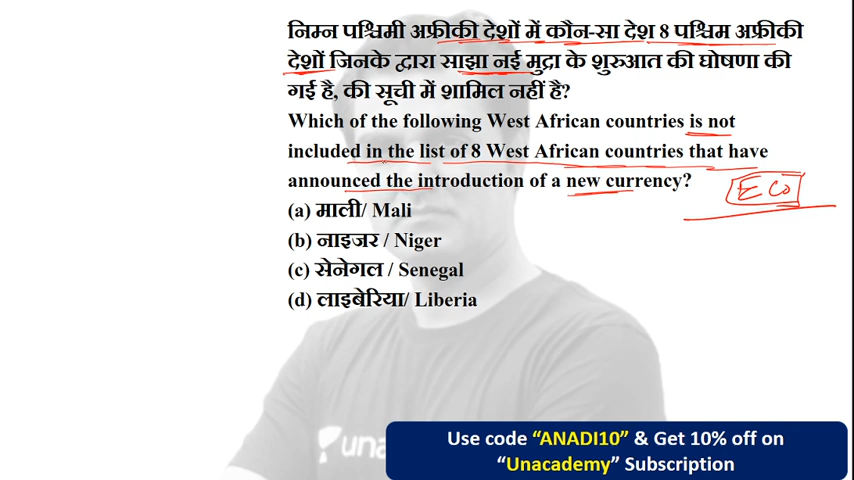 निम्न पश्चिमी अफ्रीकी देशों में कौन-सा देश 8 पश्चिम अफ्रीकी
देशों जिनके द्वारा साझा नई मुद्रा के शुरुआत की घोषणा की
गई है, की सूची में शामिल नहीं है?
Which of the following West African countries is not
included in the list of 8 West African countries that have
announced the introduction of a new currency?
ECO
(a) माली/ Mali
(b) नाइजर / Niger
(c) सेनेगल / Senegal
(d) लाइबेरिया/ Liberia
una
Use code “ANADI10” & Get 10% off on
“Unacademy” Subscription